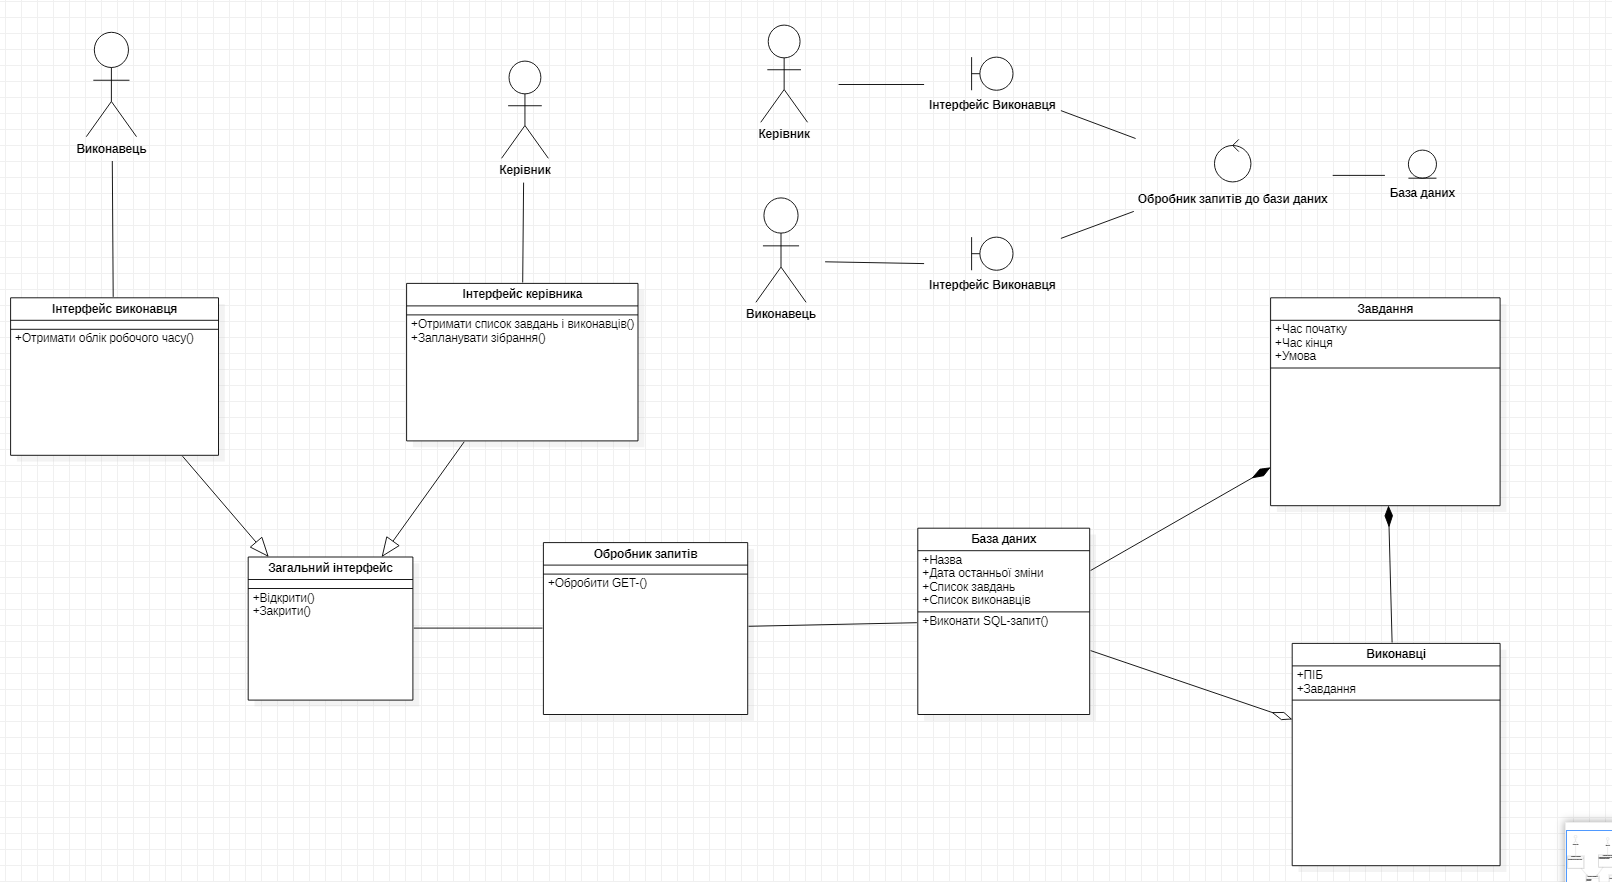 Виконавець
Керівник
Керівник
Інтерфейс Виконавця
Обробник запитів до бази даних
База даних
Виконавець
Інтерфейс Виконавця
Інтерфейс виконавця
+Отримати облік робочого часу()
Інтерфейс керівника
+Отримати список завдань і виконавців()
+Запланувати зібрання()
Завдання
+Час початку
+Час кінця
+Умова
Загальний інтерфейс
+Відкрити()
+Закрити()
Обробник запитів
+Обробити GET-()
База даних
+Назва
+Дата останньої зміни
+Список завдань
+Список виконавців
+Виконати SQL-запит()
Виконавці
+ПІБ
+Завдання